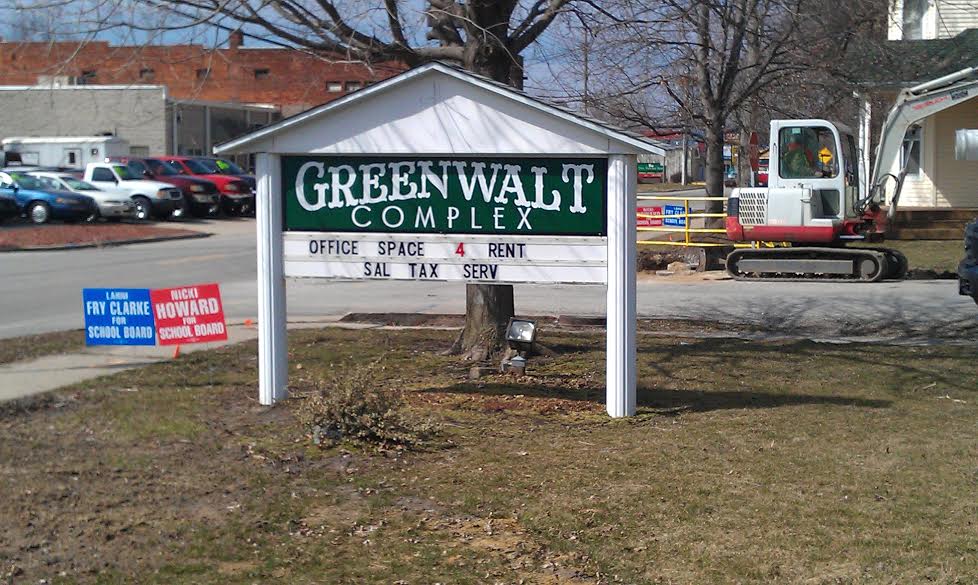 GREENWALT
COMPLEX
OFFICE SPACE 4 RENT
SAL TAX SERV
LAHNI
FRY CLARKE
FOR
SCHOOL BOARD
NICKI
HOWARD
FOR
SCHOOL BOARD